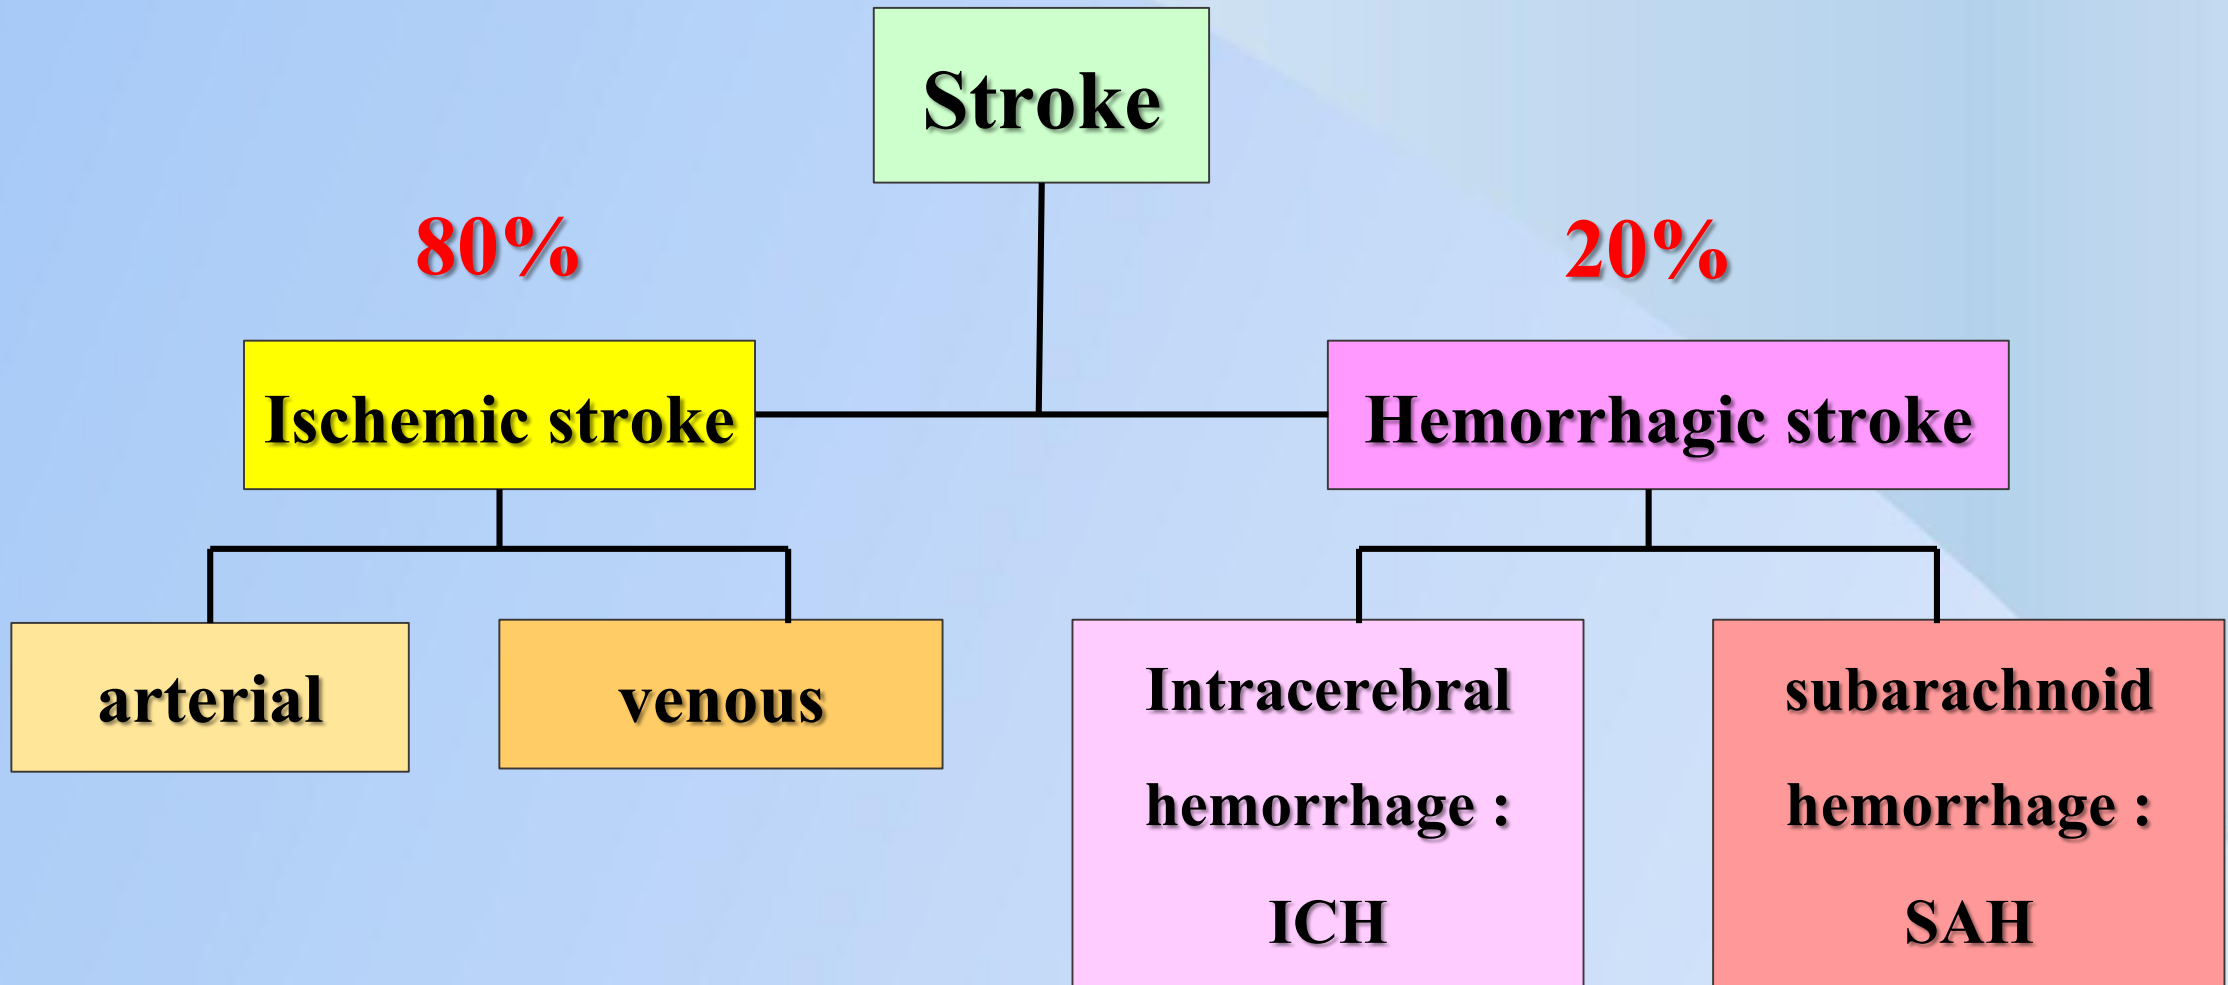 Stroke
80%
20%
Ischemic stroke
Hemorrhagic stroke
arterial
venous
Intracerebral
hemorrhage :
ICH
subarachnoid
hemorrhage :
SAH